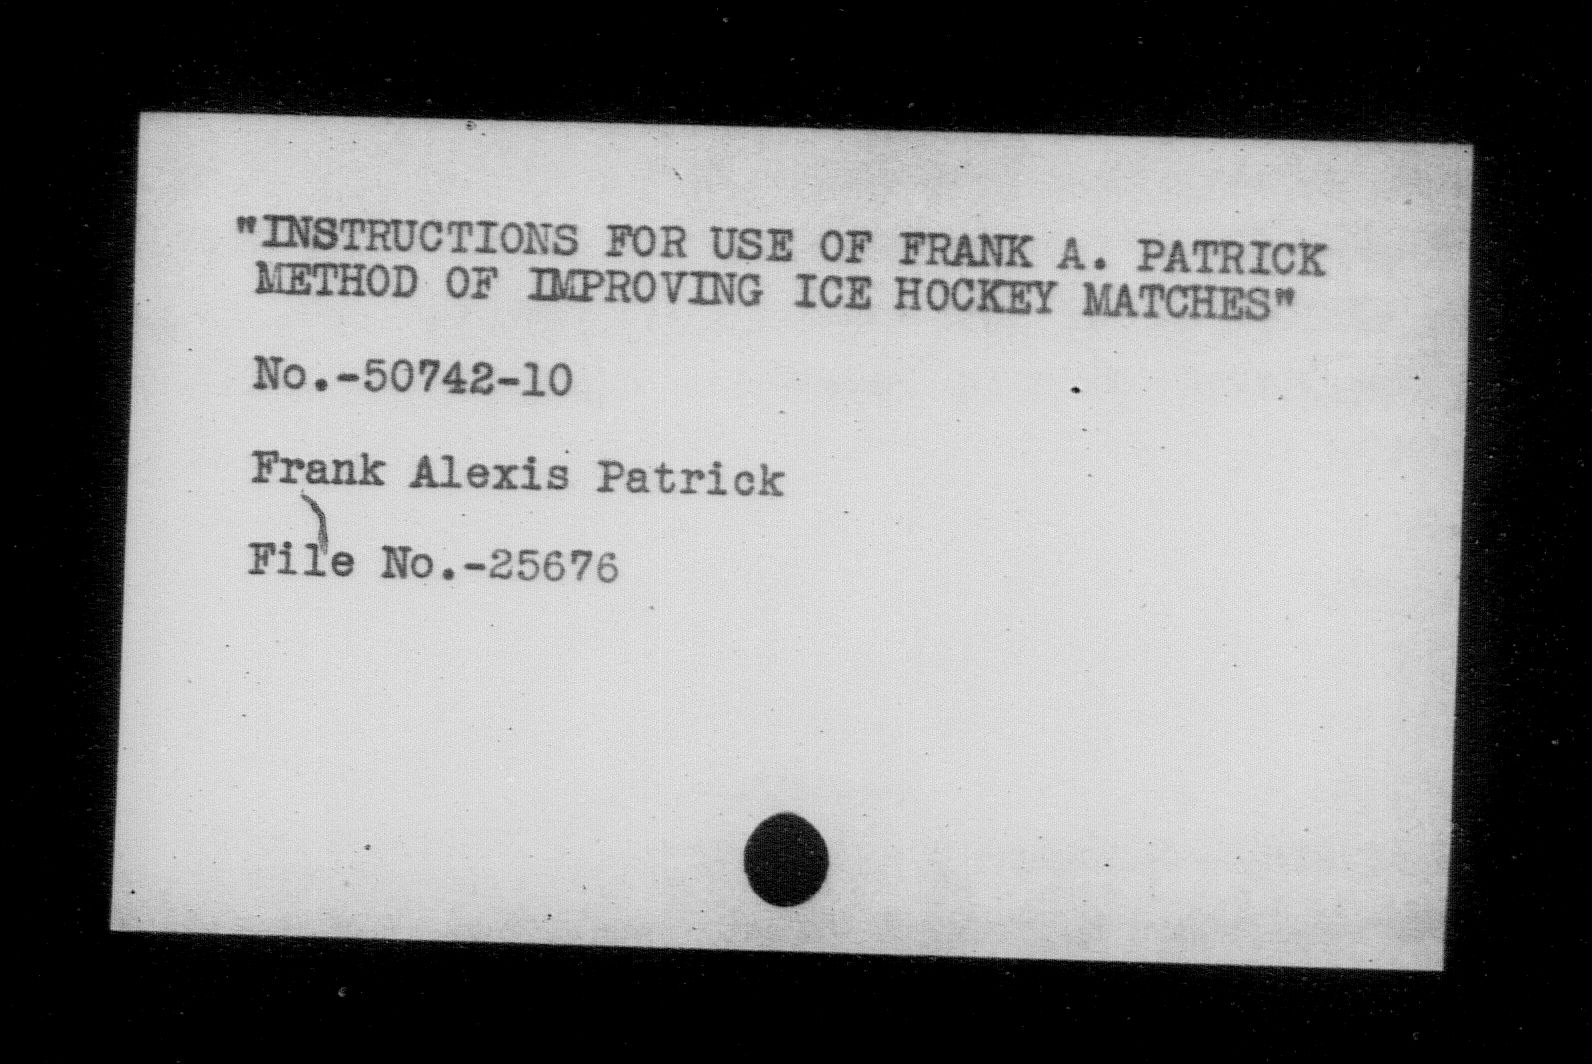 "INSTRUCTIONS FOR USE OF FRANK A. PATRICK
METHOD OF IMPROVING ICE HOCKEY MATCHES"
No.-50742-10
Frank Alexis Patrick
File No.-25676